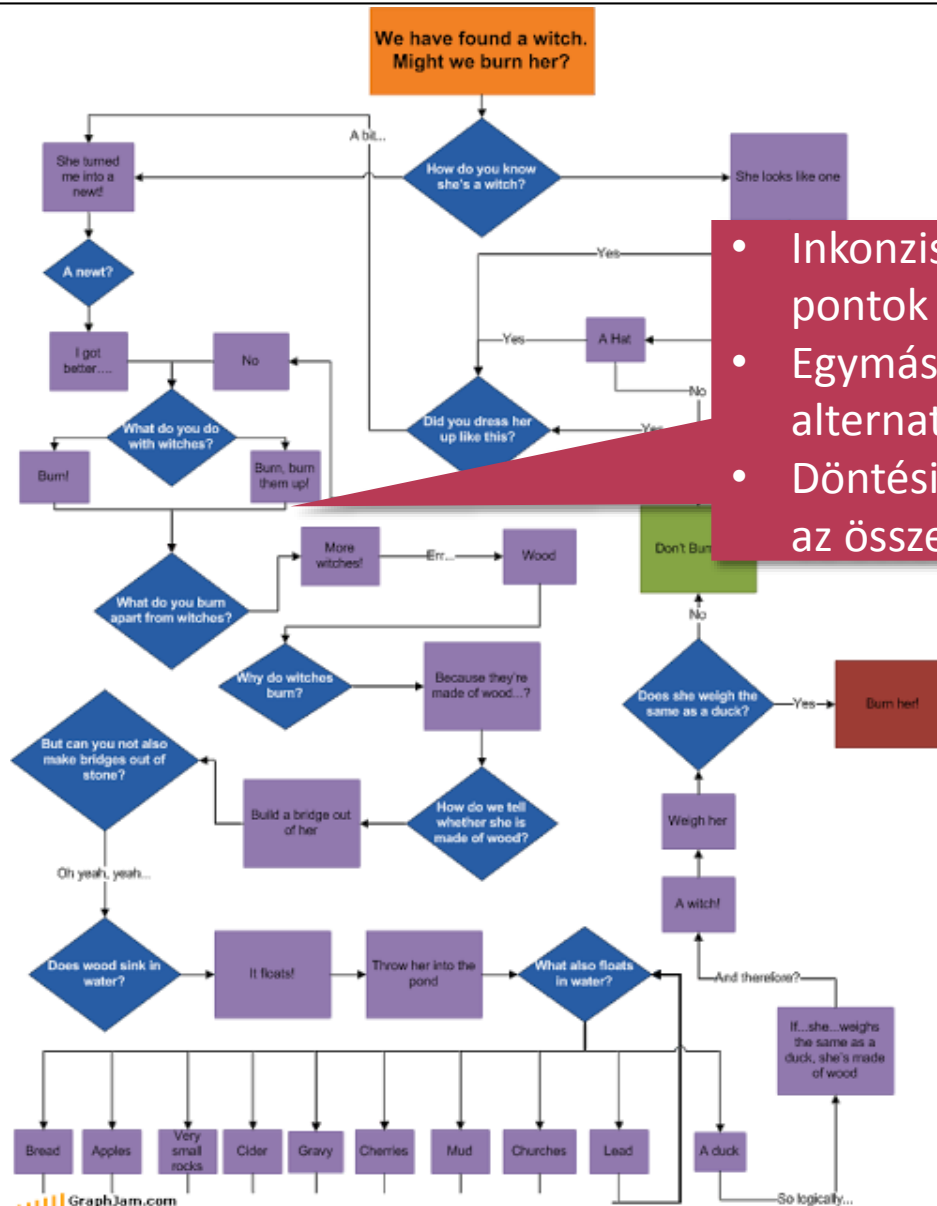 We have found a witch.
Might we burn her?
A bit...
She turned
me into a
newt!
How do you know
she's a witch?
She looks like one
A newt?
Yes
I got
better....
No
Yes
A Hat
No
What do you do
with witches?
Did you dress her
up like this?
Yes
Burn!
Burn, burn
them up!
• Inkonzis
pontok
• Egymás
alternat
• Döntési
az össze
More
witches!
Err...
Wood
Don't Bur
What do you burn
apart from witches?
No
Why do witches
burn?
Because they're
made of wood...?
Does she weigh the
same as a duck?
Yes
Burn her!
But can you not also
make bridges out of
stone?
Build a bridge out
of her
How do we tell
whether she is
made of wood?
Weigh her
Oh yeah, yeah...
A witch!
Does wood sink in
water?
It floats!
Throw her into the
pond
What also floats
in water?
And therefore?
If...she...weighs
the same as a
duck, she's made
of wood
Bread
Apples
Very
small
rocks
Cider
Gravy
Cherries
Mud
Churches
Lead
A duck
So logically...
GraphJam.com